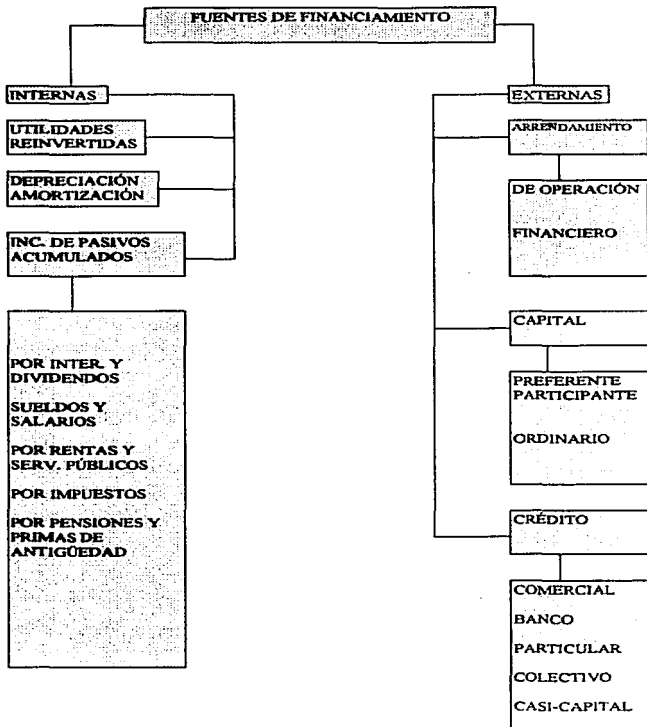 FUENTES DE FINANCIAMIENTO
INTERNAS
UTILIDADES
REINVERTIDAS
DEPRECIACIÓN
AMORTIZACIÓN
INC. DE PASIVOS
ACUMULADOS
POR INTER. Y
DIVIDENDOS
SUELDOS Y
SALARIOS
POR RENTAS Y
SERV. PÚBLICOS
POR IMPUESTOS
POR PENSIONES Y
PRIMAS DE
ANTIGÜEDAD
EXTERNAS
ARRENDAMIENTO
DE OPERACIÓN
FINANCIERO
CAPITAL
PREFERENTE
PARTICIPANTE
ORDINARIO
CRÉDITO
COMERCIAL
BANCO
PARTICULAR
COLECTIVO
CASI-CAPITAL